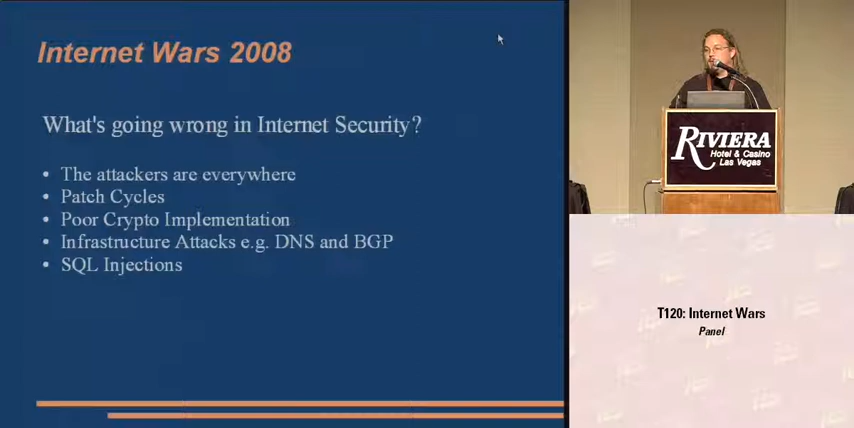 Internet Wars 2008
What's going wrong in Internet Security?
• The attackers are everywhere
• Patch Cycles
• Poor Crypto Implementation
• Infrastructure Attacks e.g. DNS and BGP
• SQL Injections
RIVIERA
Hotel & Casino
Las Vegas
T120: Internet Wars
Panel